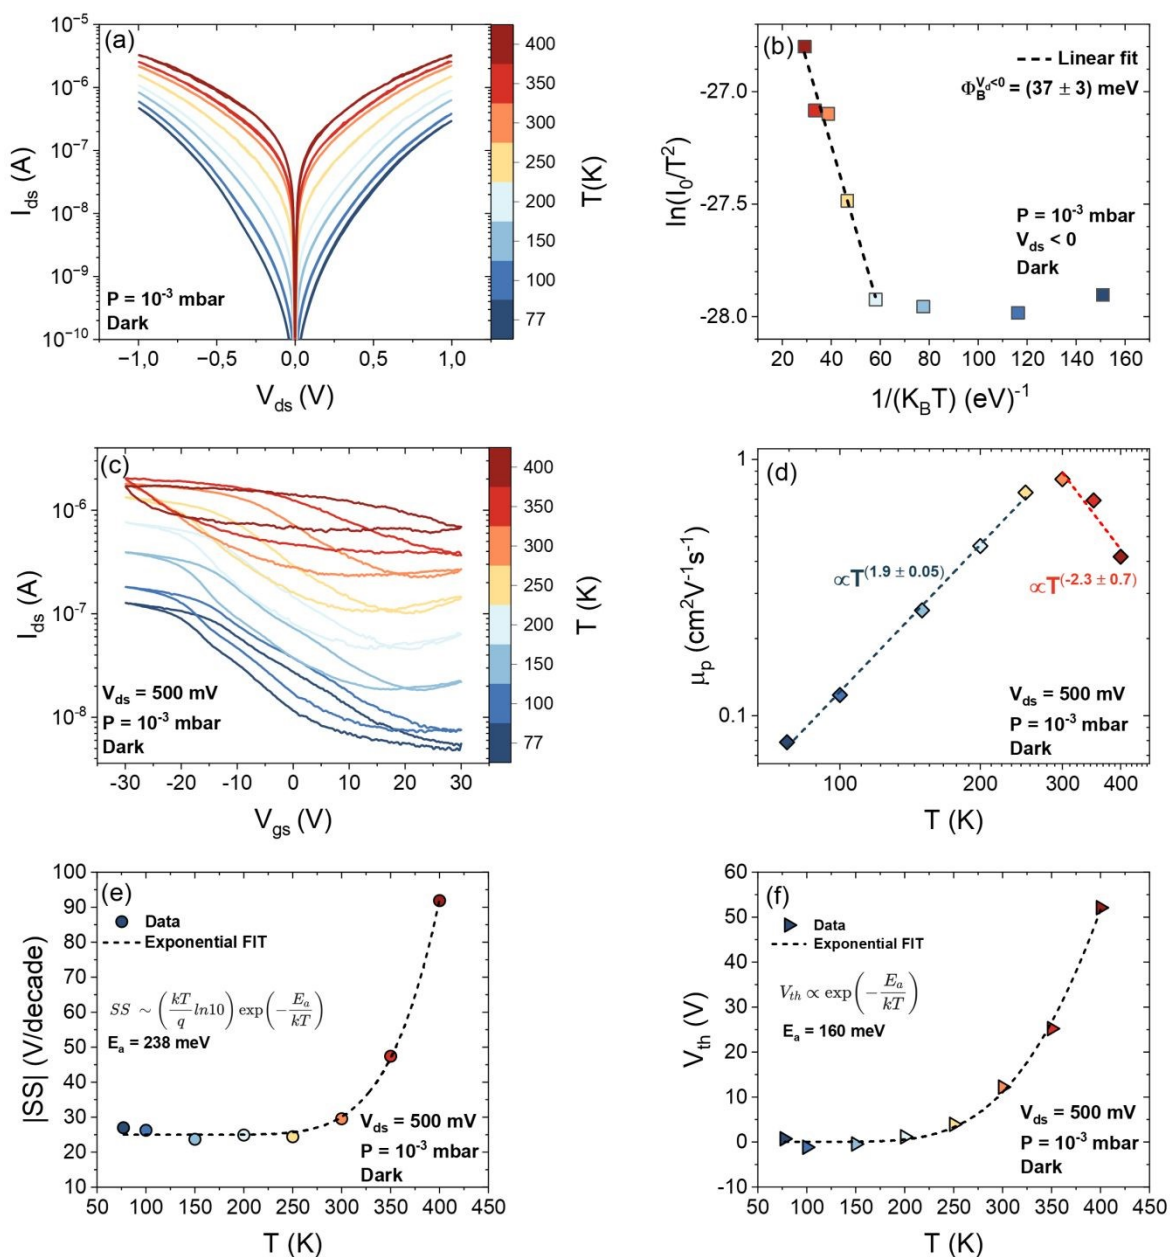 (a)
10⁻⁵
10⁻⁶
10⁻⁷
10⁻⁸
10⁻⁹
10⁻¹⁰
I_ds (A)
P = 10⁻³ mbar
Dark
−1,0 −0,5 0,0 0,5 1,0
V_ds (V)
400
350
300
250
200
150
100
77
T(K)
(b)
Linear fit
Φ_B^{V_d<0} = (37 ± 3) meV
-27.0
-27.5
-28.0
ln(I₀/T²)
P = 10⁻³ mbar
V_ds < 0
Dark
20 40 60 80 100 120 140 160
1/(K_BT) (eV)⁻¹
(c)
10⁻⁶
10⁻⁷
10⁻⁸
I_ds (A)
V_ds = 500 mV
P = 10⁻³ mbar
Dark
-30 -20 -10 0 10 20 30
V_gs (V)
400
350
300
250
200
150
100
77
T (K)
(d)
1
0.1
μ_p (cm²V⁻¹s⁻¹)
∝T^(1.9 ± 0.05)
∝T^(-2.3 ± 0.7)
V_ds = 500 mV
P = 10⁻³ mbar
Dark
100 200 300 400
T (K)
(e)
100
90
80
70
60
50
40
30
20
10
|SS| (V/decade)
Data
Exponential FIT
SS ~ (kT/q ln10) exp(−E_a/kT)
E_a = 238 meV
V_ds = 500 mV
P = 10⁻³ mbar
Dark
50 100 150 200 250 300 350 400 450
T (K)
(f)
60
50
40
30
20
10
0
-10
V_th (V)
Data
Exponential FIT
V_th ∝ exp(−E_a/kT)
E_a = 160 meV
V_ds = 500 mV
P = 10⁻³ mbar
Dark
50 100 150 200 250 300 350 400 450
T (K)